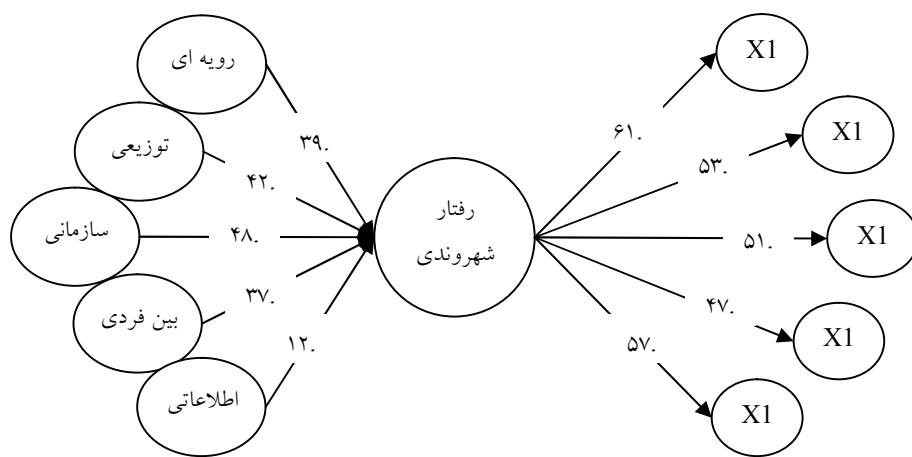 رویه ای
توزیعی
سازمانی
بین فردی
اطلاعاتی
۳۹.
۴۲.
۴۸.
۳۷.
۱۲.
رفتار
شهروندی
۶۱.
۵۳.
۵۱.
۴۷.
۵۷.
X1
X1
X1
X1
X1